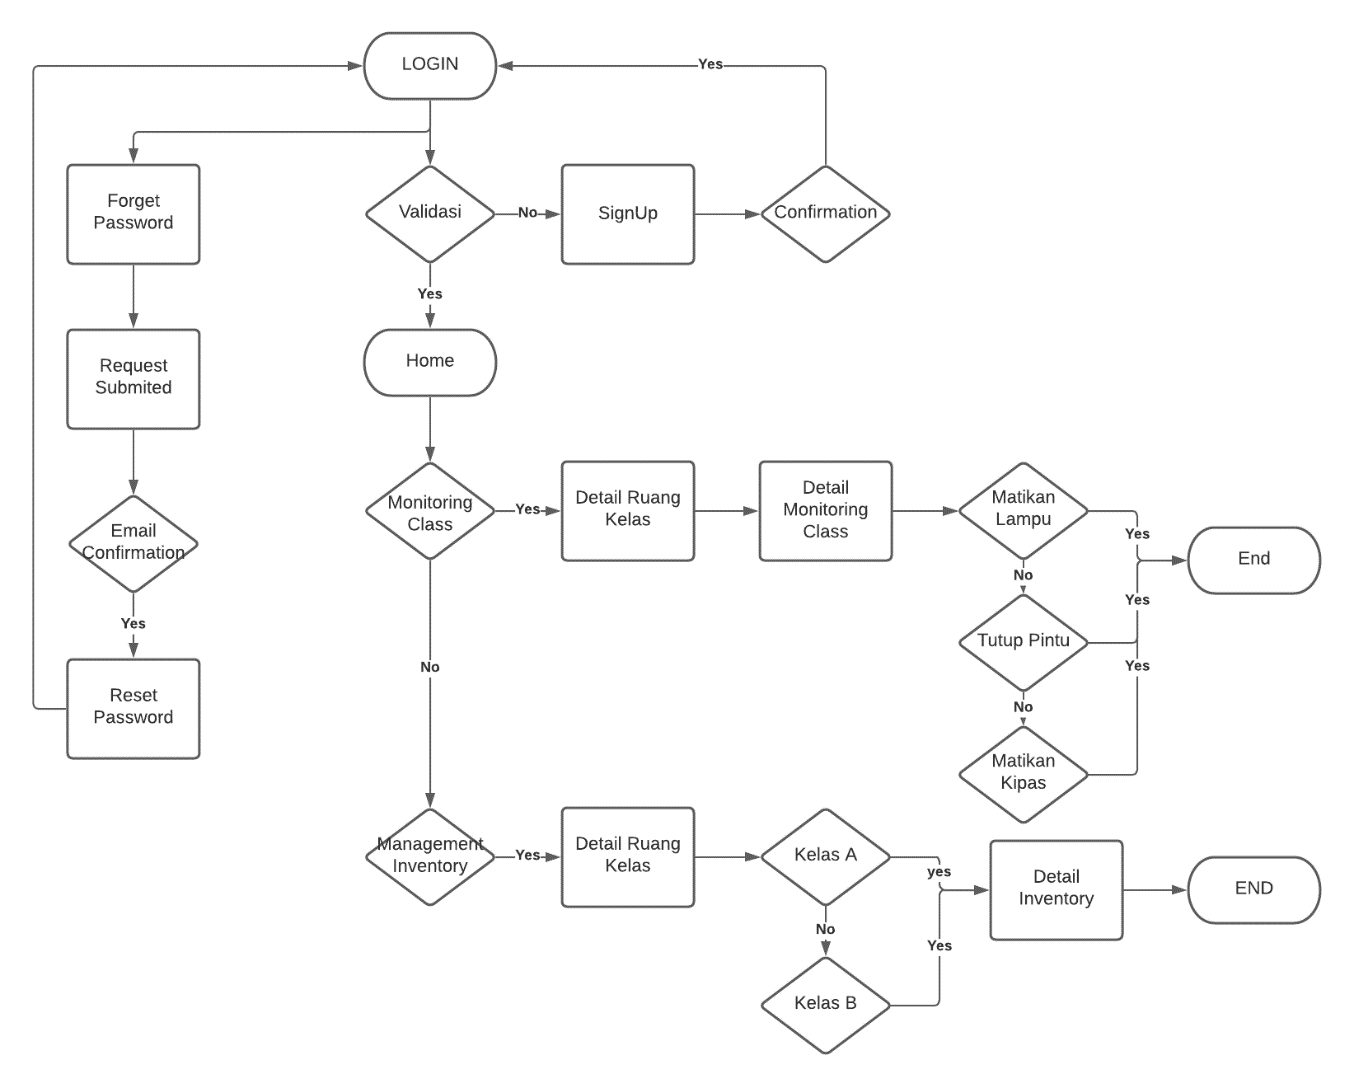 LOGIN
Yes
Forget
Password
Validasi
No
SignUp
Confirmation
Yes
Home
Request
Submited
Monitoring
Class
Yes
Detail Ruang
Kelas
Detail
Monitoring
Class
Matikan
Lampu
Yes
End
Email
Confirmation
No
Yes
Yes
Tutup Pintu
No
Yes
Reset
Password
No
Matikan
Kipas
Management
Inventory
Yes
Detail Ruang
Kelas
Kelas A
yes
Detail
Inventory
END
No
Yes
Kelas B